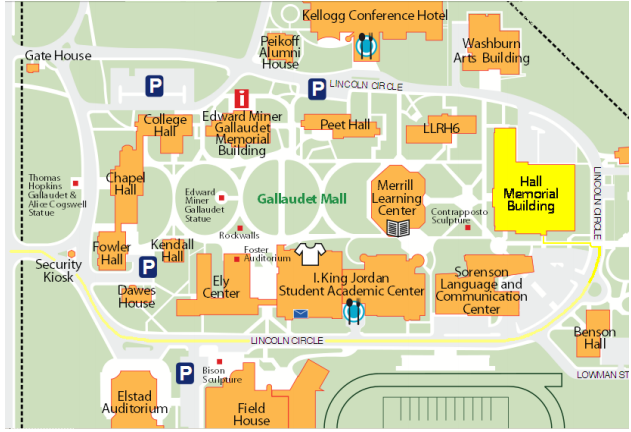 Kellogg Conference Hotel
Gate House
Peikoff
Alumni
House
Washburn
Arts Building
P
P
LINCOLN CIRCLE
i
College
Hall
Edward Miner
Gallaudet
Memorial
Building
Peet Hall
LLRH6
Thomas
Hopkins
Gallaudet &
Alice Cogswell
Statue
Chapel
Hall
Edward
Miner
Gallaudet
Statue
Gallaudet Mall
Merrill
Learning
Center
Contrapposto
Sculpture
Hall
Memorial
Building
LINCOLN CIRCLE
Rockwalls
Fowler
Hall
Kendall
Hall
Foster
Auditorium
Security
Kiosk
P
Dawes
House
Ely
Center
I. King Jordan
Student Academic Center
Sorenson
Language and
Communication
Center
Benson
Hall
LINCOLN CIRCLE
LOWMAN ST
P
Bison
Sculpture
Elstad
Auditorium
Field
House